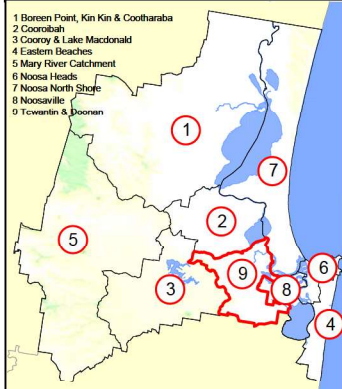 1 Boreen Point, Kin Kin & Cootharaba
2 Cooroibah
3 Cooroy & Lake Macdonald
4 Eastern Beaches
5 Mary River Catchment
6 Noosa Heads
7 Noosa North Shore
8 Noosaville
9 Tewantin & Doonan
1
7
2
5
6
9
8
3
4